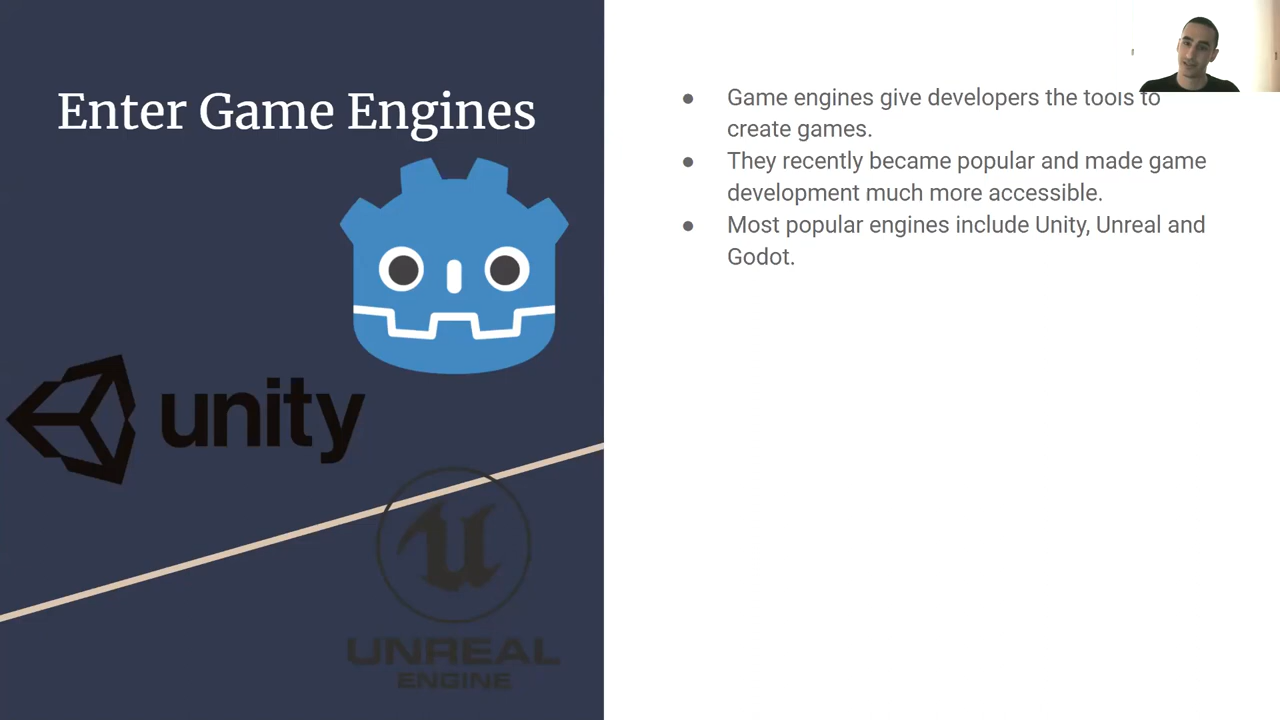 Enter Game Engines
unity
UNREAL
ENGINE
● Game engines give developers the tools to
create games.
● They recently became popular and made game
development much more accessible.
● Most popular engines include Unity, Unreal and
Godot.